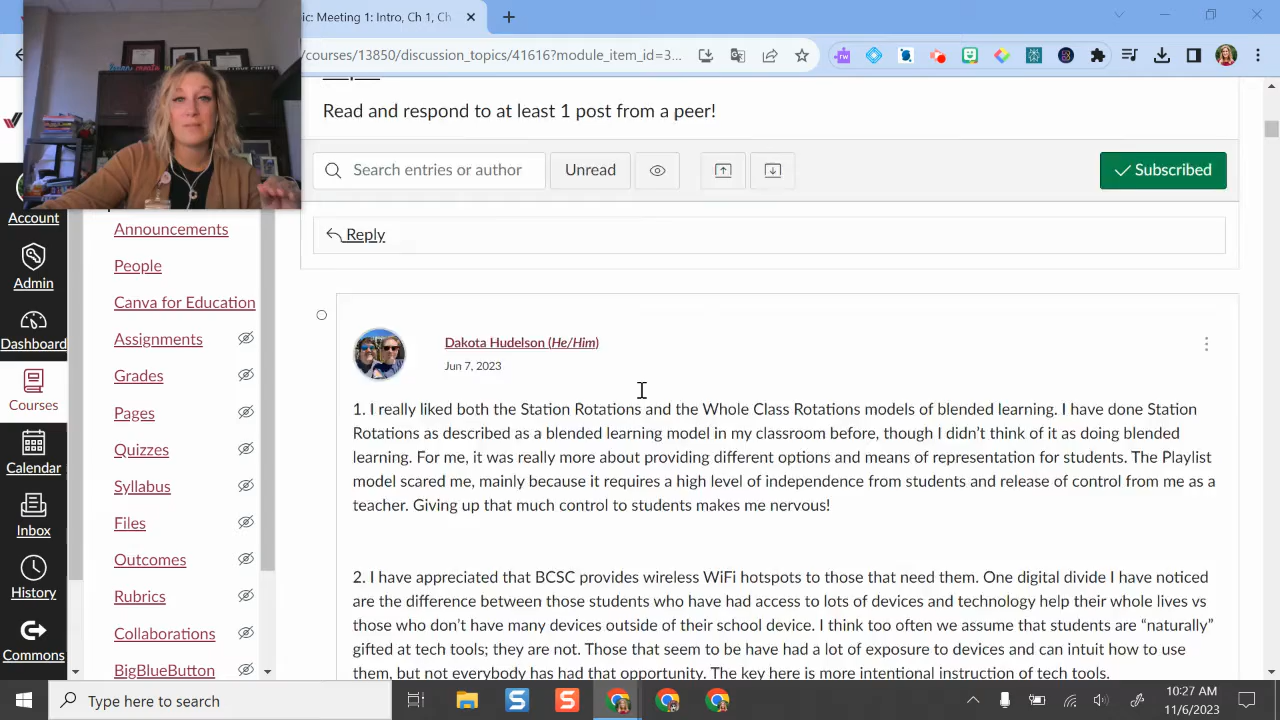 ic: Meeting 1: Intro, Ch 1, Ch
/courses/13850/discussion_topics/41616?module_item_id=3...
Read and respond to at least 1 post from a peer!
Search entries or author
Unread
Subscribed
Reply
Account
Admin
Dashboard
Courses
Calendar
Inbox
History
Commons
Announcements
People
Canva for Education
Assignments
Grades
Pages
Quizzes
Syllabus
Files
Outcomes
Rubrics
Collaborations
BigBlueButton
Dakota Hudelson (He/Him)
Jun 7, 2023
1. I really liked both the Station Rotations and the Whole Class Rotations models of blended learning. I have done Station
Rotations as described as a blended learning model in my classroom before, though I didn't think of it as doing blended
learning. For me, it was really more about providing different options and means of representation for students. The Playlist
model scared me, mainly because it requires a high level of independence from students and release of control from me as a
teacher. Giving up that much control to students makes me nervous!
2. I have appreciated that BCSC provides wireless WiFi hotspots to those that need them. One digital divide I have noticed
are the difference between those students who have had access to lots of devices and technology help their whole lives vs
those who don't have many devices outside of their school device. I think too often we assume that students are “naturally”
gifted at tech tools; they are not. Those that seem to be have had a lot of exposure to devices and can intuit how to use
them, but not everybody has had that opportunity. The key here is more intentional instruction of tech tools.
Type here to search
10:27 AM
11/6/2023